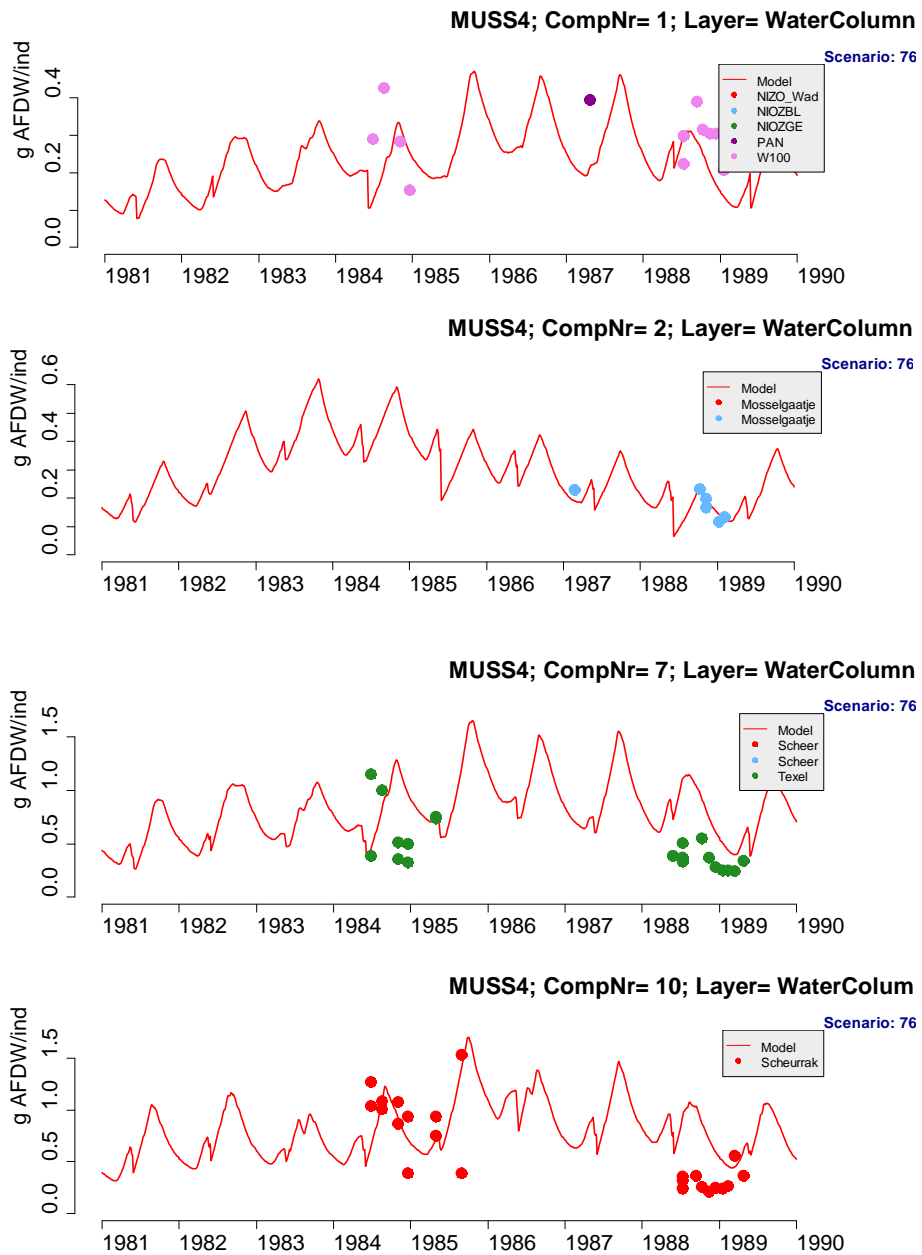 MUSS4; CompNr= 1; Layer= WaterColumn
Scenario: 76
g AFDW/ind
0.0 0.2 0.4
Model
NIZO_Wad
NIOZBL
NIOZGE
PAN
W100
1981 1982 1983 1984 1985 1986 1987 1988 1989 1990
MUSS4; CompNr= 2; Layer= WaterColumn
Scenario: 76
g AFDW/ind
0.0 0.2 0.4 0.6
Model
Mosselgaatje
Mosselgaatje
1981 1982 1983 1984 1985 1986 1987 1988 1989 1990
MUSS4; CompNr= 7; Layer= WaterColumn
Scenario: 76
g AFDW/ind
0.0 0.5 1.0 1.5
Model
Scheer
Scheer
Texel
1981 1982 1983 1984 1985 1986 1987 1988 1989 1990
MUSS4; CompNr= 10; Layer= WaterColum
Scenario: 76
g AFDW/ind
0.0 0.5 1.0 1.5
Model
Scheurrak
1981 1982 1983 1984 1985 1986 1987 1988 1989 1990